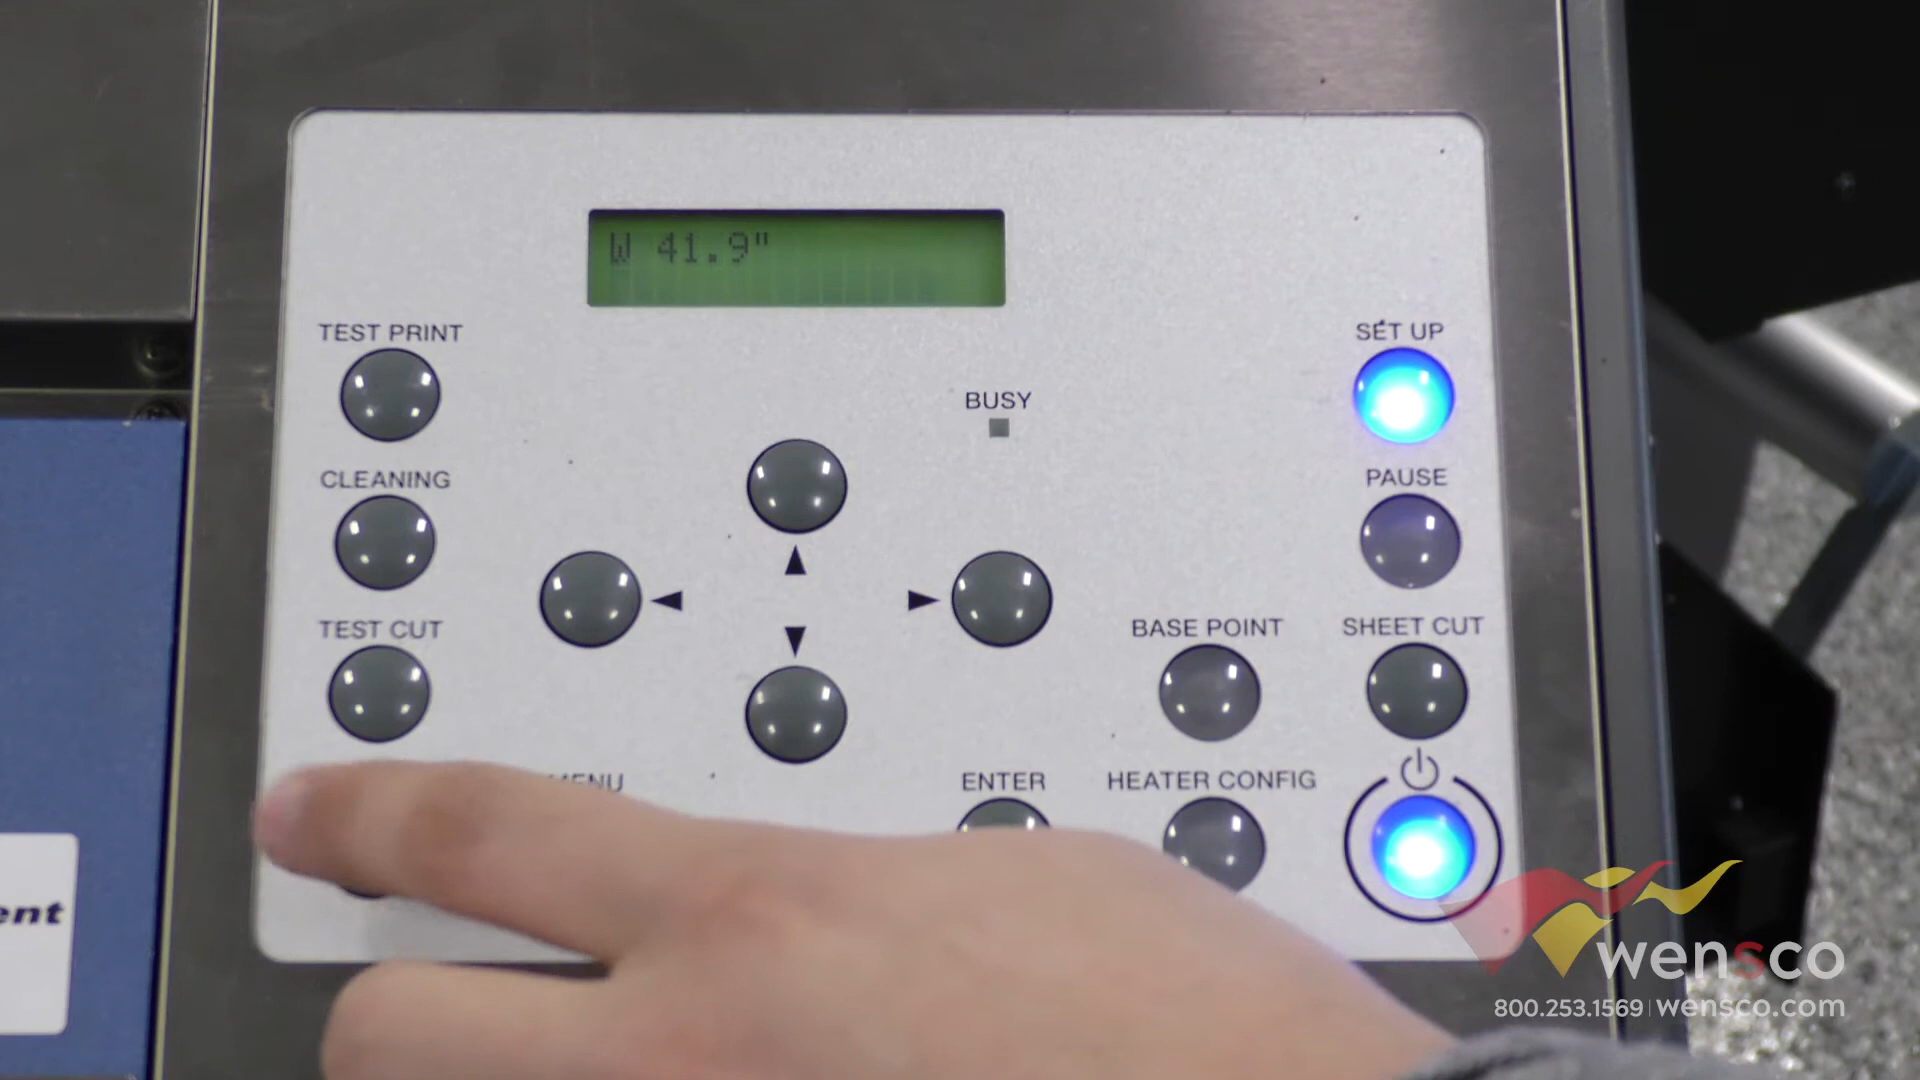 W 41.9"
TEST PRINT
SET UP
BUSY
CLEANING
PAUSE
TEST CUT
BASE POINT
SHEET CUT
MENU
ENTER
HEATER CONFIG
ent
wensco
800.253.1569 | wensco.com